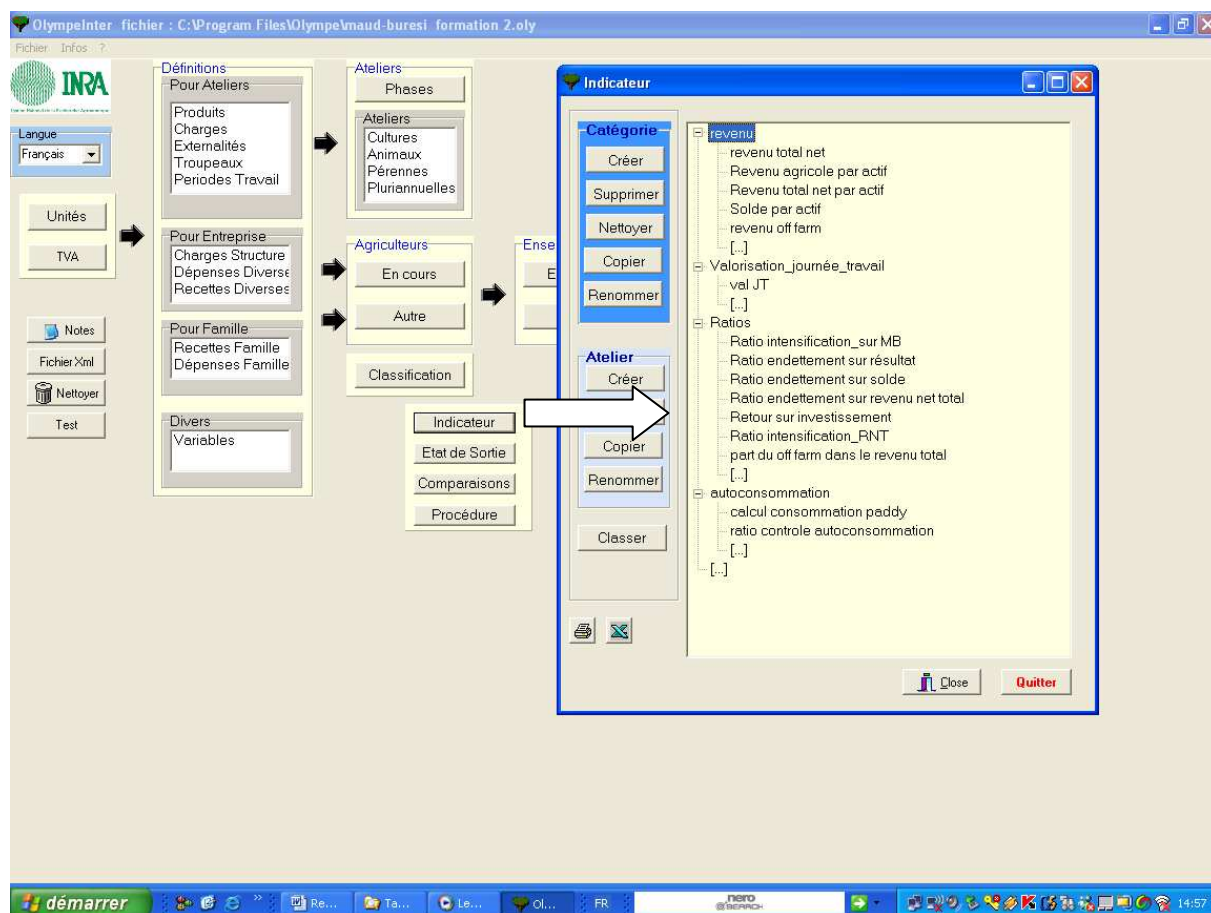 OlympeInter fichier : C:\Program Files\Olympe\maud-buresi formation 2.oly
Fichier Infos ?
INRA
Langue
Français
Unités
TVA
Notes
Fichier Xml
Nettoyer
Test
Définitions
Pour Ateliers
Produits
Charges
Externalités
Troupeaux
Periodes Travail
Pour Entreprise
Charges Structure
Dépenses Diverse
Recettes Diverses
Pour Famille
Recettes Famille
Dépenses Famille
Divers
Variables
Ateliers
Phases
Ateliers
Cultures
Animaux
Pérennes
Pluriannuelles
Agriculteurs
En cours
Autre
Classification
Ense
E
Indicateur
Etat de Sortie
Comparaisons
Procédure
Indicateur
Catégorie
Créer
Supprimer
Nettoyer
Copier
Renommer
Atelier
Créer
Copier
Renommer
Classer
revenu
revenu total net
Revenu agricole par actif
Revenu total net par actif
Solde par actif
revenu off farm
[...]
Valorisation_journée_travail
val JT
[...]
Ratios
Ratio intensification_sur MB
Ratio endettement sur résultat
Ratio endettement sur solde
Ratio endettement sur revenu net total
Retour sur investissement
Ratio intensification_RNT
part du off farm dans le revenu total
[...]
autoconsommation
calcul consommation paddy
ratio controle autoconsommation
[...]
[...]
Close
Quitter
démarrer
Re...
Ta...
Le...
Ol...
FR
nero
SEARCH
14:57